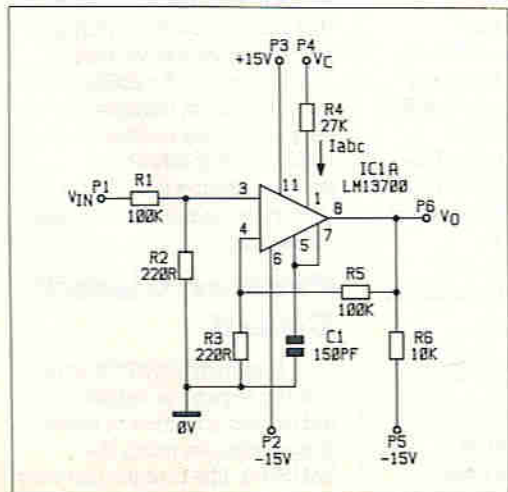 P3 P4
+15V VC
R4
27K
Iabc
IC1A
LM13700
VIN P1 R1
100K
3 11 1 8
P6 VO
4 6 5 7
R2
220R
R5
100K
R3
220R
C1
150PF
R6
10K
0V
P2
-15V
P5
-15V